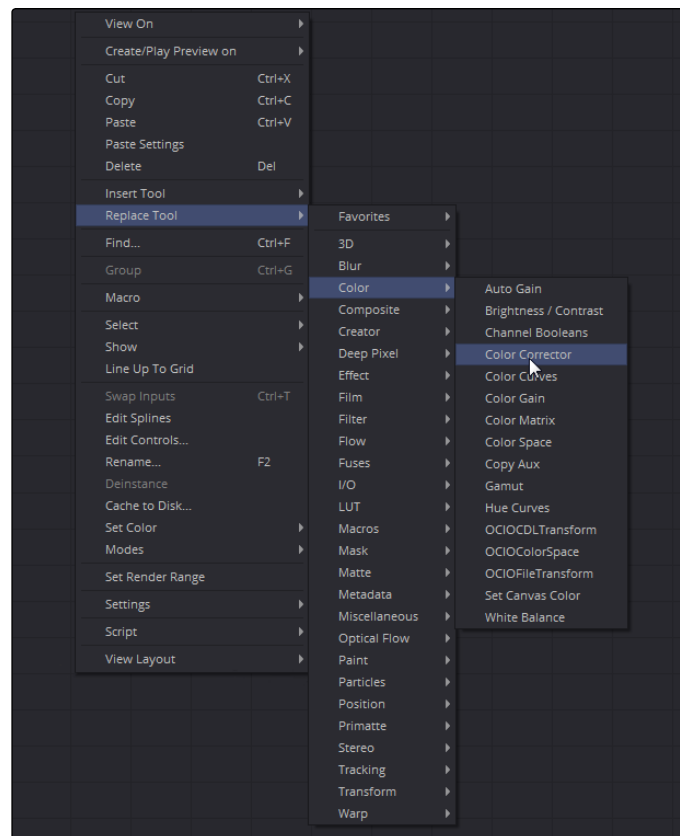 View On
Create/Play Preview on
Cut Ctrl+X
Copy Ctrl+C
Paste Ctrl+V
Paste Settings
Delete Del
Insert Tool
Replace Tool
Find... Ctrl+F
Group Ctrl+G
Macro
Select
Show
Line Up To Grid
Swap Inputs Ctrl+T
Edit Splines
Edit Controls...
Rename... F2
Deinstance
Cache to Disk...
Set Color
Modes
Set Render Range
Settings
Script
View Layout
Favorites
3D
Blur
Color
Composite
Creator
Deep Pixel
Effect
Film
Filter
Flow
Fuses
I/O
LUT
Macros
Mask
Matte
Metadata
Miscellaneous
Optical Flow
Paint
Particles
Position
Primatte
Stereo
Tracking
Transform
Warp
Auto Gain
Brightness / Contrast
Channel Booleans
Color Corrector
Color Curves
Color Gain
Color Matrix
Color Space
Copy Aux
Gamut
Hue Curves
OCIOCDLTransform
OCIOColorSpace
OCIOFileTransform
Set Canvas Color
White Balance